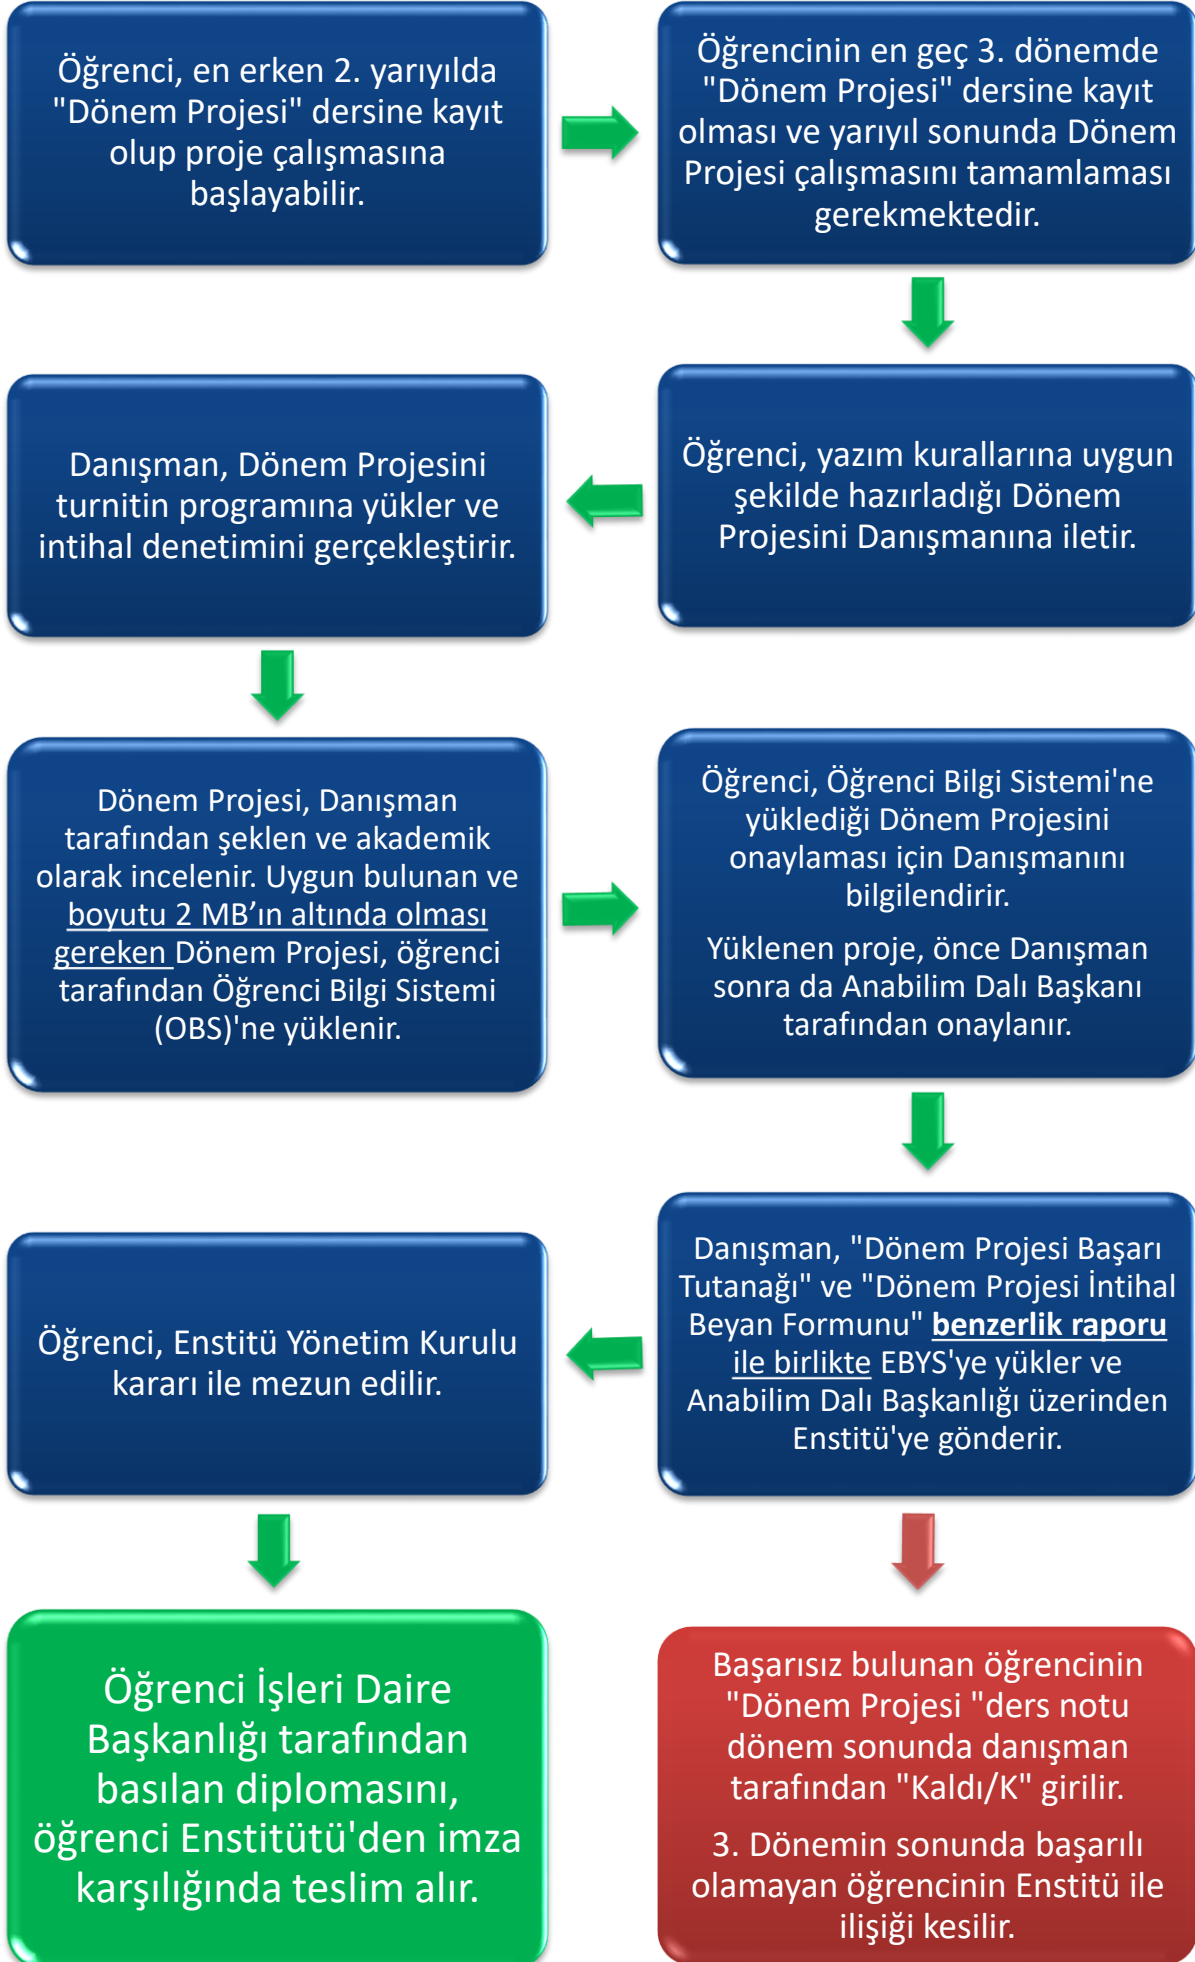 Öğrenci, en erken 2. yarıyılda
"Dönem Projesi" dersine kayıt
olup proje çalışmasına
başlayabilir.
Öğrencinin en geç 3. dönemde
"Dönem Projesi" dersine kayıt
olması ve yarıyıl sonunda Dönem
Projesi çalışmasını tamamlaması
gerekmektedir.
Öğrenci, yazım kurallarına uygun
şekilde hazırladığı Dönem
Projesini Danışmanına iletir.
Danışman, Dönem Projesini
turnitin programına yükler ve
intihal denetimini gerçekleştirir.
Dönem Projesi, Danışman
tarafından şeklen ve akademik
olarak incelenir. Uygun bulunan ve
boyutu 2 MB’ın altında olması
gereken Dönem Projesi, öğrenci
tarafından Öğrenci Bilgi Sistemi
(OBS)'ne yüklenir.
Öğrenci, Öğrenci Bilgi Sistemi'ne
yüklediği Dönem Projesini
onaylaması için Danışmanını
bilgilendirir.
Yüklenen proje, önce Danışman
sonra da Anabilim Dalı Başkanı
tarafından onaylanır.
Danışman, "Dönem Projesi Başarı
Tutanağı" ve "Dönem Projesi İntihal
Beyan Formunu" benzerlik raporu
ile birlikte EBYS'ye yükler ve
Anabilim Dalı Başkanlığı üzerinden
Enstitü'ye gönderir.
Öğrenci, Enstitü Yönetim Kurulu
kararı ile mezun edilir.
Öğrenci İşleri Daire
Başkanlığı tarafından
basılan diplomasını,
öğrenci Enstitütü'den imza
karşılığında teslim alır.
Başarısız bulunan öğrencinin
"Dönem Projesi "ders notu
dönem sonunda danışman
tarafından "Kaldı/K" girilir.
3. Dönemin sonunda başarılı
olamayan öğrencinin Enstitü ile
ilişiği kesilir.